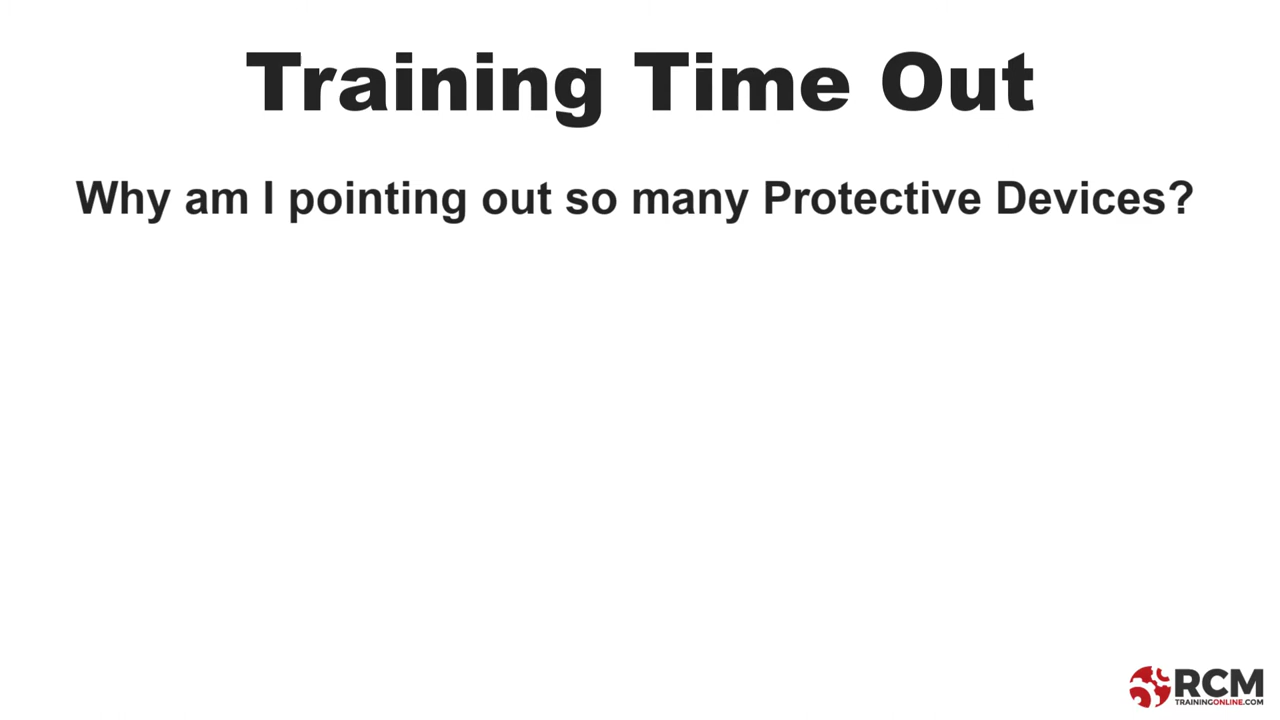 Training Time Out
Why am I pointing out so many Protective Devices?
RCM
TRAININGONLINE.COM